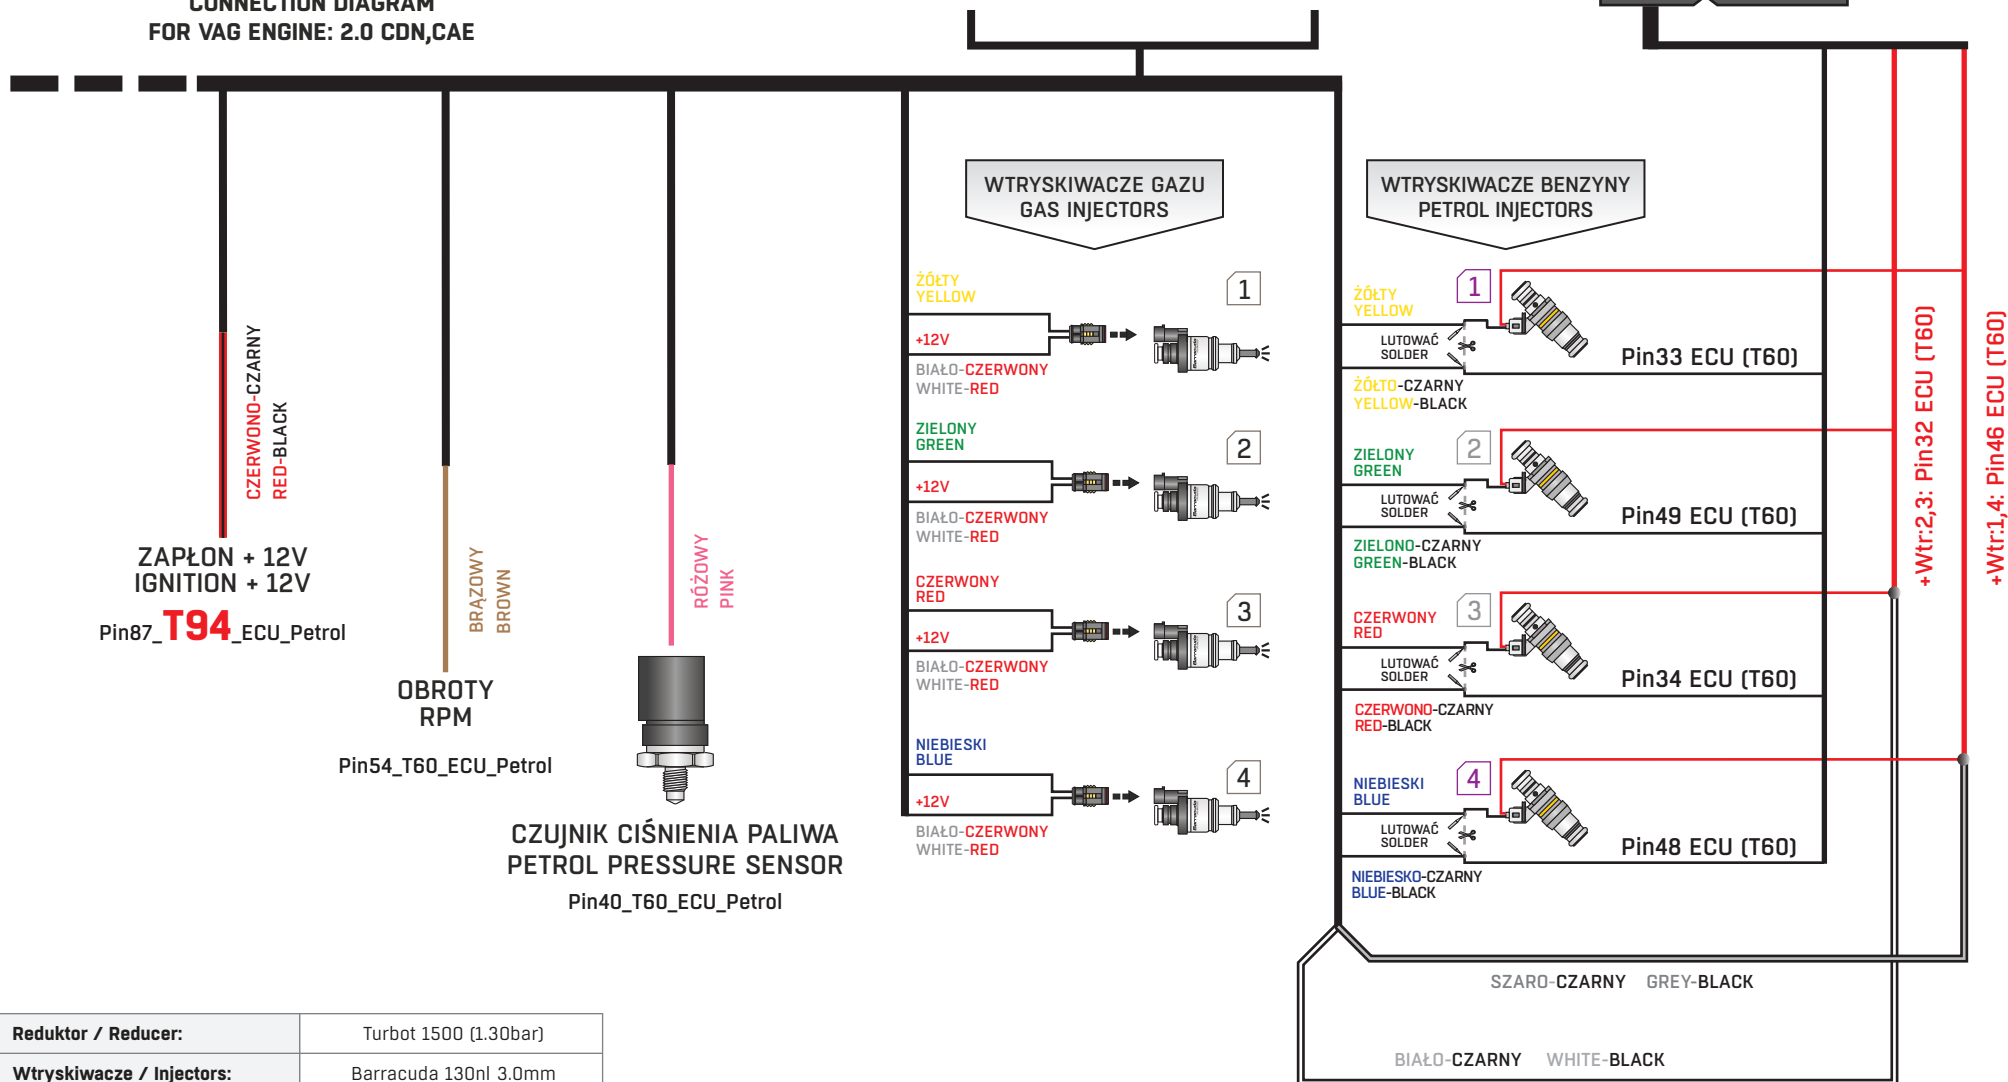 CONNECTION DIAGRAM
FOR VAG ENGINE: 2.0 CDN,CAE
CZERWONO-CZARNY
RED-BLACK
ZAPŁON + 12V
IGNITION + 12V
Pin87_T94_ECU_Petrol
BRĄZOWY
BROWN
OBROTY
RPM
Pin54_T60_ECU_Petrol
RÓŻOWY
PINK
CZUJNIK CIŚNIENIA PALIWA
PETROL PRESSURE SENSOR
Pin40_T60_ECU_Petrol
WTRYSKIWACZE GAZU
GAS INJECTORS
ŻÓŁTY
YELLOW
1
+12V
BIAŁO-CZERWONY
WHITE-RED
ZIELONY
GREEN
2
+12V
BIAŁO-CZERWONY
WHITE-RED
CZERWONY
RED
3
+12V
BIAŁO-CZERWONY
WHITE-RED
NIEBIESKI
BLUE
4
+12V
BIAŁO-CZERWONY
WHITE-RED
WTRYSKIWACZE BENZYNY
PETROL INJECTORS
ŻÓŁTY
YELLOW
1
LUTOWAĆ
SOLDER
Pin33 ECU (T60)
ŻÓŁTO-CZARNY
YELLOW-BLACK
ZIELONY
GREEN
2
LUTOWAĆ
SOLDER
Pin49 ECU (T60)
ZIELONO-CZARNY
GREEN-BLACK
CZERWONY
RED
3
LUTOWAĆ
SOLDER
Pin34 ECU (T60)
CZERWONO-CZARNY
RED-BLACK
NIEBIESKI
BLUE
4
LUTOWAĆ
SOLDER
Pin48 ECU (T60)
NIEBIESKO-CZARNY
BLUE-BLACK
+Wtr:2,3: Pin32 ECU (T60)
+Wtr:1,4: Pin46 ECU (T60)
SZARO-CZARNY GREY-BLACK
BIAŁO-CZARNY WHITE-BLACK
Reduktor / Reducer: Turbot 1500 (1.30bar)
Wtryskiwacze / Injectors: Barracuda 130nl 3.0mm